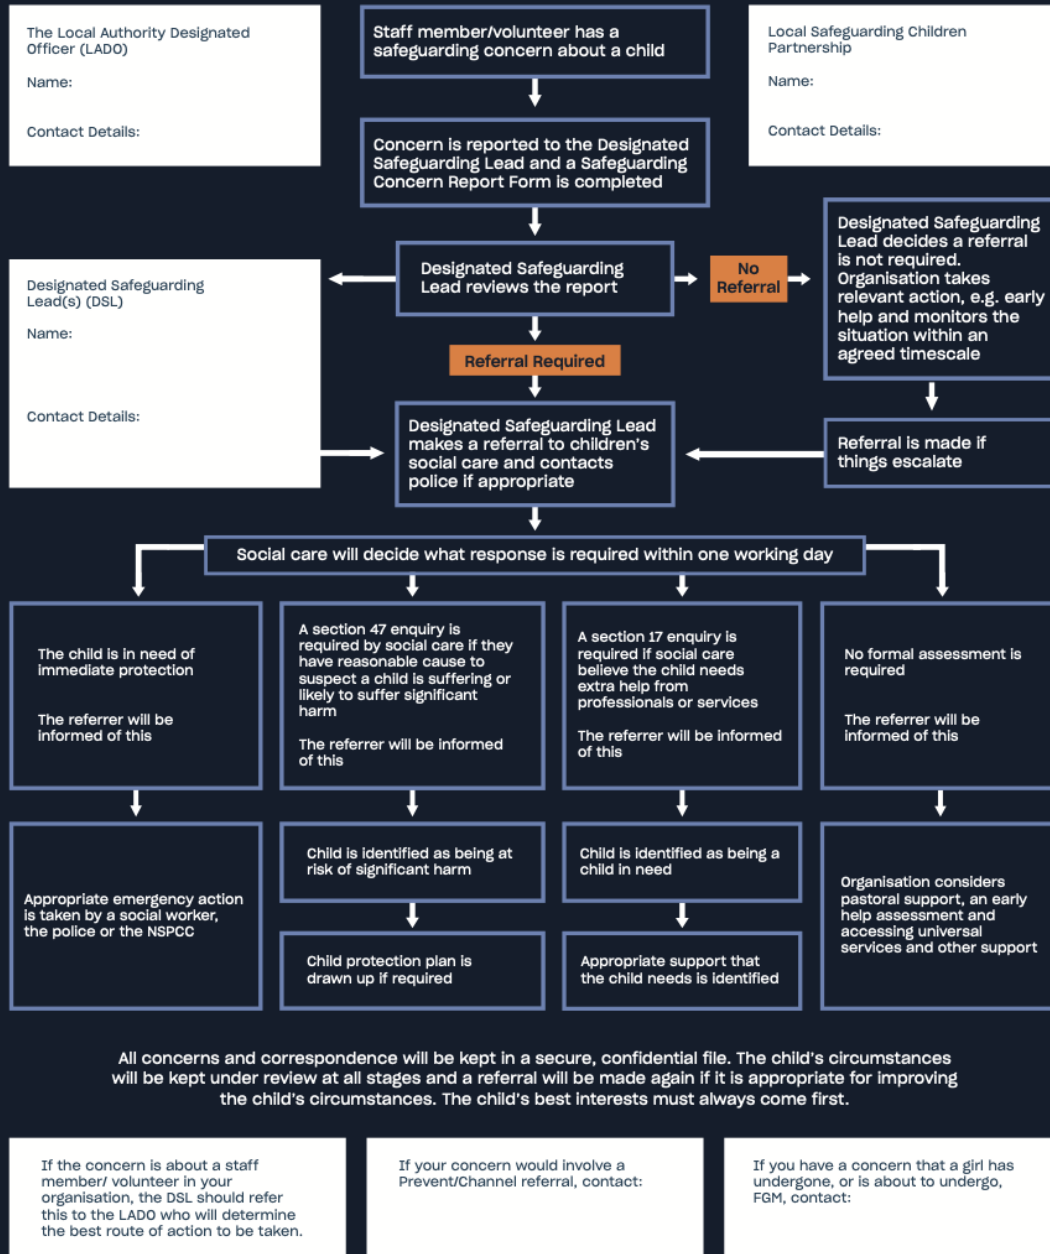 The Local Authority Designated
Officer (LADO)
Name:
Contact Details:
Staff member/volunteer has a
safeguarding concern about a child
Local Safeguarding Children
Partnership
Name:
Contact Details:
Concern is reported to the Designated
Safeguarding Lead and a Safeguarding
Concern Report Form is completed
Designated Safeguarding
Lead(s) (DSL)
Name:
Contact Details:
Designated Safeguarding
Lead reviews the report
No
Referral
Designated Safeguarding
Lead decides a referral
is not required.
Organisation takes
relevant action, e.g. early
help and monitors the
situation within an
agreed timescale
Referral Required
Designated Safeguarding Lead
makes a referral to children's
social care and contacts
police if appropriate
Referral is made if
things escalate
Social care will decide what response is required within one working day
The child is in need of
immediate protection
The referrer will be
informed of this
A section 47 enquiry is
required by social care if they
have reasonable cause to
suspect a child is suffering or
likely to suffer significant
harm
The referrer will be informed
of this
A section 17 enquiry is
required if social care
believe the child needs
extra help from
professionals or services
The referrer will be informed
of this
No formal assessment is
required
The referrer will be
informed of this
Appropriate emergency action
is taken by a social worker,
the police or the NSPCC
Child is identified as being at
risk of significant harm
Child protection plan is
drawn up if required
Child is identified as being a
child in need
Appropriate support that
the child needs is identified
Organisation considers
pastoral support, an early
help assessment and
accessing universal
services and other support
All concerns and correspondence will be kept in a secure, confidential file. The child's circumstances
will be kept under review at all stages and a referral will be made again if it is appropriate for improving
the child's circumstances. The child's best interests must always come first.
If the concern is about a staff
member/ volunteer in your
organisation, the DSL should refer
this to the LADO who will determine
the best route of action to be taken.
If your concern would involve a
Prevent/Channel referral, contact:
If you have a concern that a girl has
undergone, or is about to undergo,
FGM, contact: